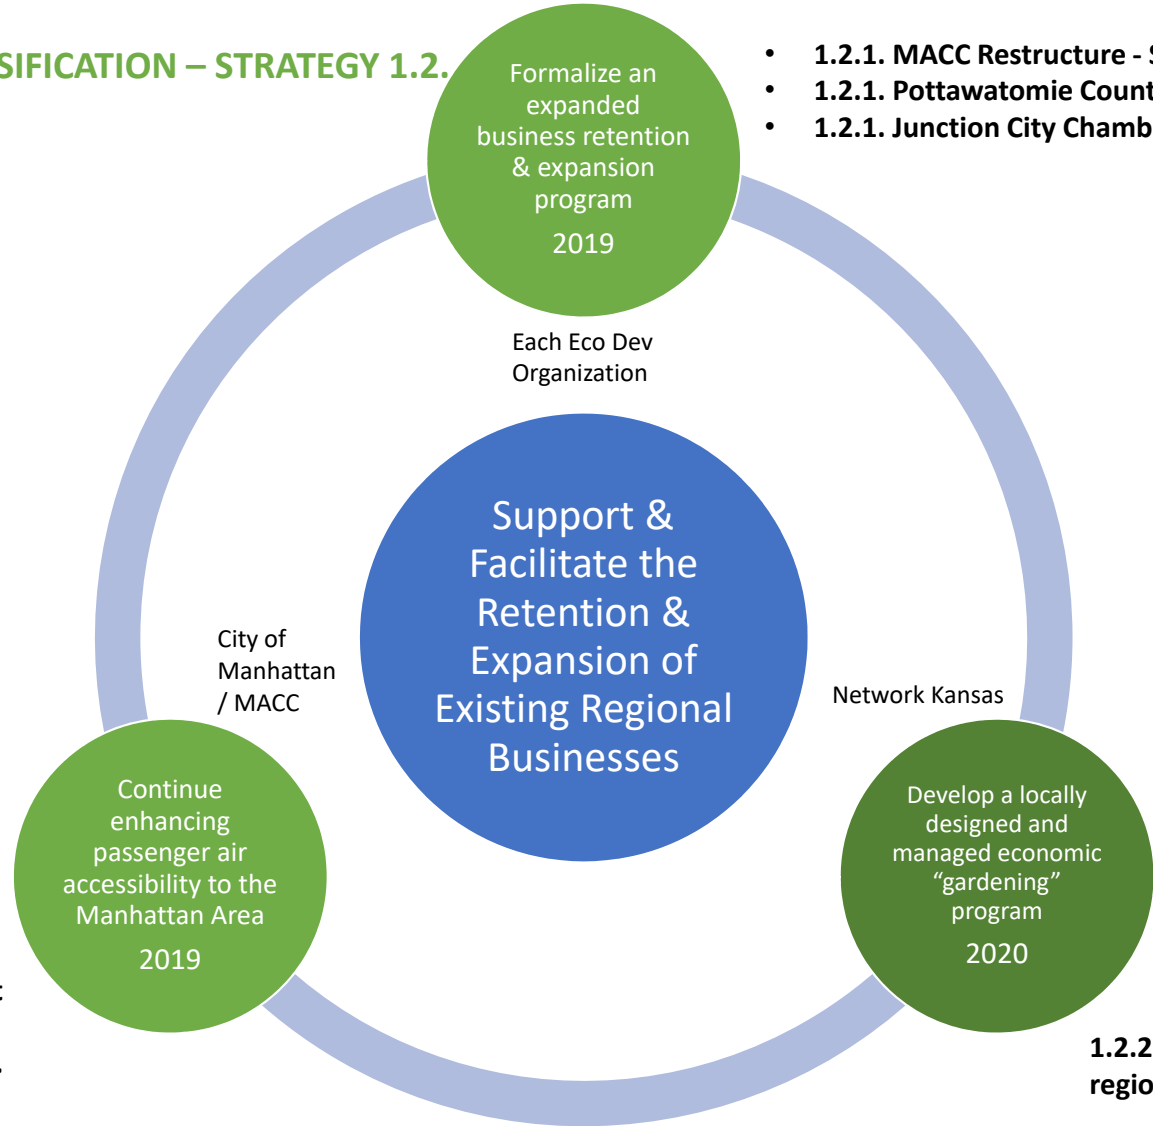 SIFICATION – STRATEGY 1.2.
• 1.2.1. MACC Restructure -
• 1.2.1. Pottawatomie
• 1.2.1. Junction City
Formalize an
expanded
business retention
& expansion
program
2019
Each Eco Dev
Organization
Support &
Facilitate the
Retention &
Expansion of
Existing Regional
Businesses
City of
Manhattan
/ MACC
Network Kansas
Continue
enhancing
passenger air
accessibility to the
Manhattan Area
2019
Develop a locally
designed and
managed economic
“gardening”
program
2020
1.2.2
regio